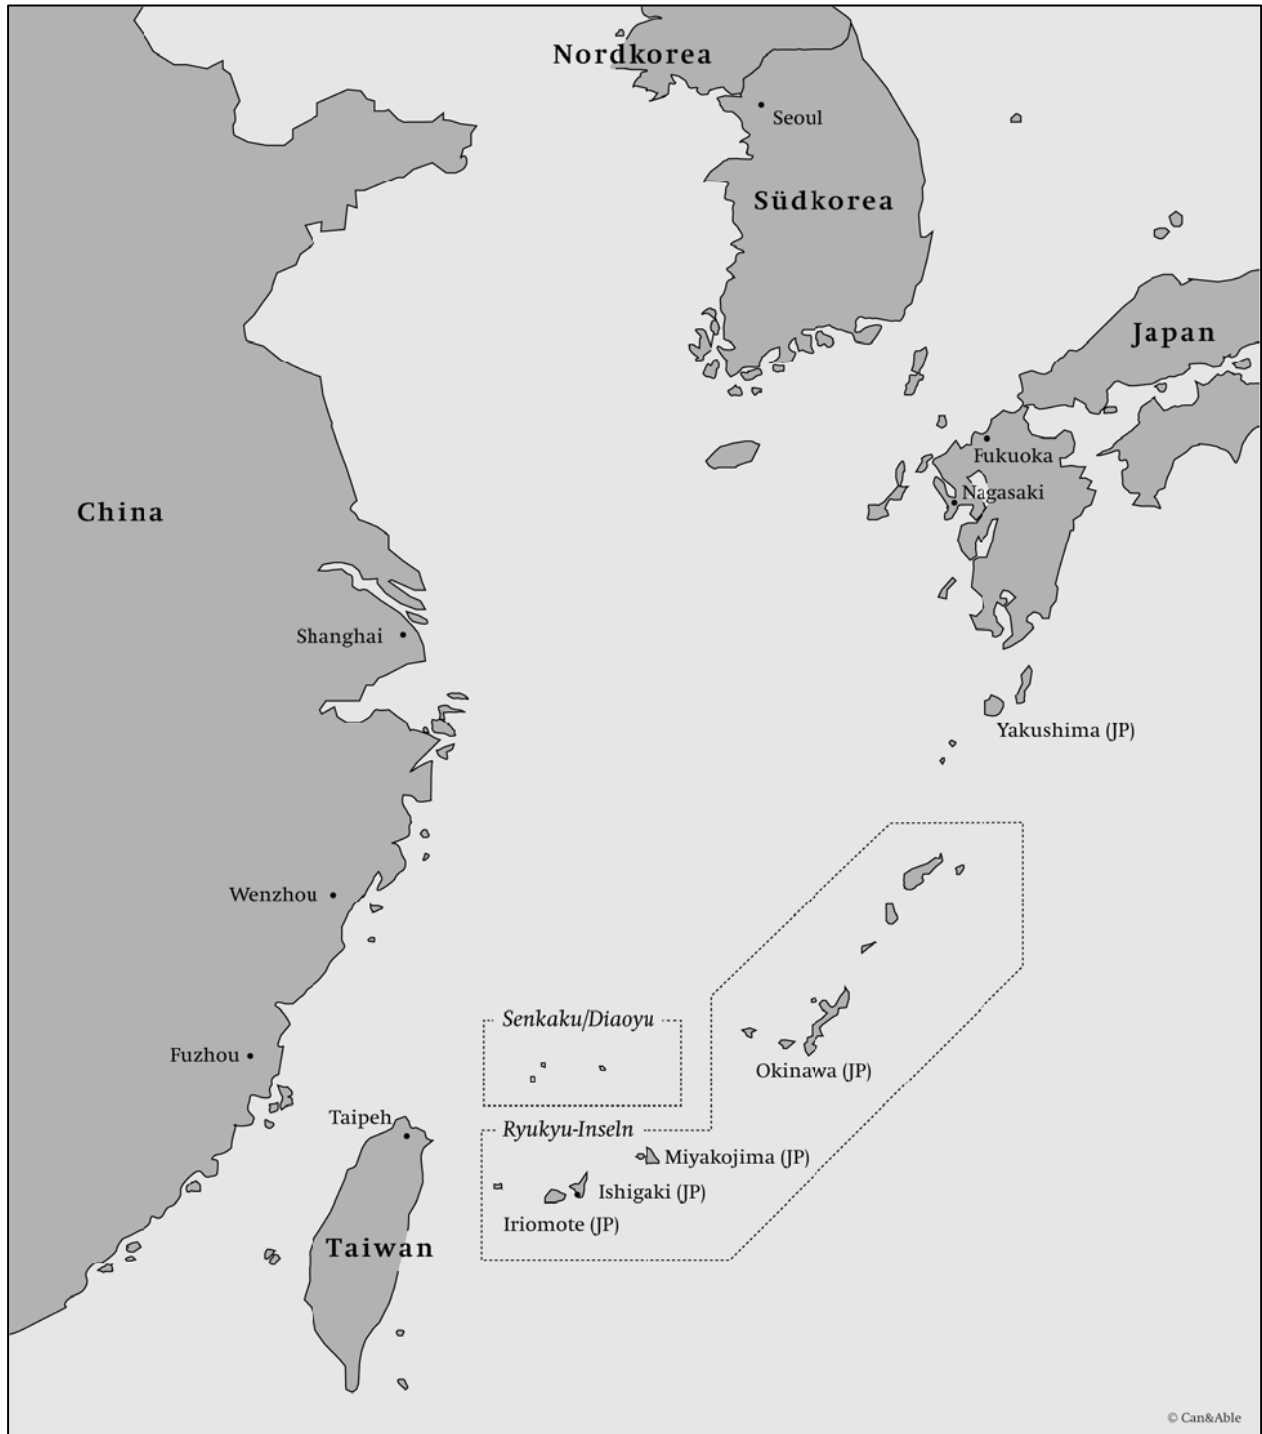 Nordkorea
Seoul
Südkorea
Japan
Fukuoka
Nagasaki
China
Shanghai
Yakushima (JP)
Wenzhou
Senkaku/Diaoyu
Fuzhou
Okinawa (JP)
Taipeh
Ryukyu-Inseln
Miyakojima (JP)
Ishigaki (JP)
Iriomote (JP)
Taiwan
© Can&Able